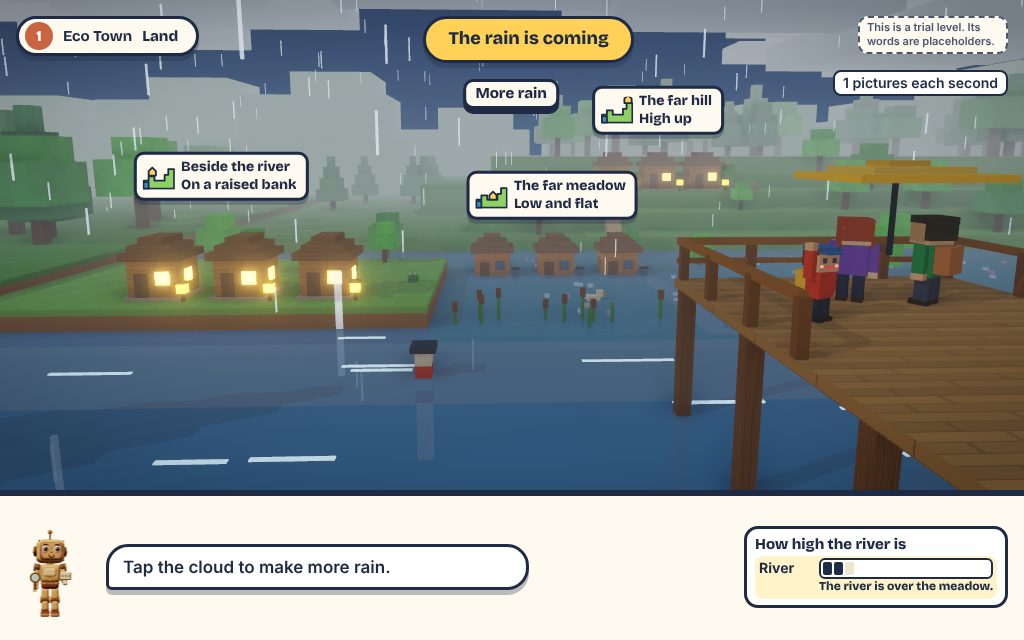 1 Eco Town Land
The rain is coming
This is a trial level. Its
words are placeholders.
1 pictures each second
More rain
The far hill
High up
Beside the river
On a raised bank
The far meadow
Low and flat
Tap the cloud to make more rain.
How high the river is
River
The river is over the meadow.